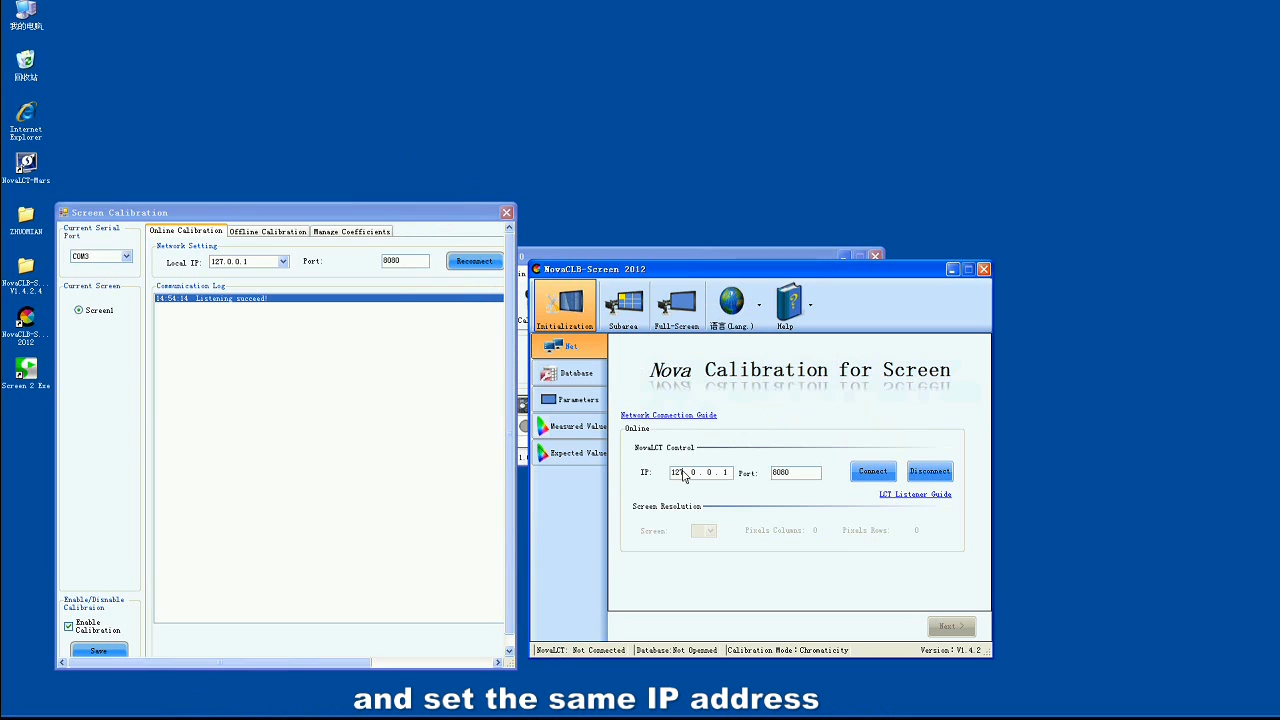 我的电脑
回收站
Internet
Explorer
NovaLCT-Mars
ZHUOMIAN
NovaCLB-S...
V1.4.2.4
NovaCLB-S...
2012
Screen 2 Exe
Screen Calibration
Current Serial
Port
COM3
Current Screen
Screen1
Enable/Disnable
Calibraion
Enable
Calibration
Save
Online Calibration
Offline Calibration
Manage Coefficients
Network Setting
Local IP:
127.0.0.1
Port:
8080
Reconnect
Communication Log
14:54:14 Listening succeed!
NovaCLB-Screen 2012
Initialization
Subarea
Full-Screen
语言(Lang.)
Help
Net
Database
Parameters
Measured Value
Expected Value
Nova Calibration for Screen
Network Connection Guide
Online
NovaLCT Control
IP:
127 . 0 . 0 . 1
Port:
8080
Connect
Disconnect
LCT Listener Guide
Screen Resolution
Screen:
Pixels Columns: 0
Pixels Rows: 0
Next >
NovaLCT: Not Connected
Database:Not Openned
Calibration Mode：Chromaticity
Version：V1.4.2
and set the same IP address